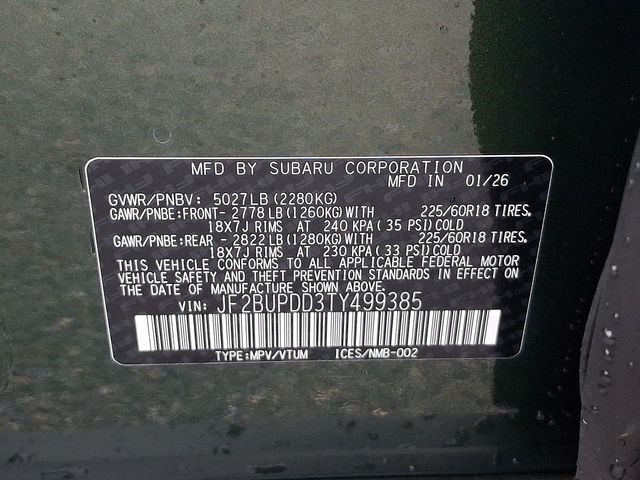 MFD BY SUBARU CORPORATION
MFD IN 01/26
GVWR/PNBV: 5027LB(2280KG)
GAWR/PNBE:FRONT- 2778LB(1260KG)WITH 225/60R18 TIRES.
18X7J RIMS AT 240 KPA( 35 PSI)COLD
GAWR/PNBE:REAR - 2822LB(1280KG)WITH 225/60R18 TIRES.
18X7J RIMS AT 230 KPA( 33 PSI)COLD
THIS VEHICLE CONFORMS TO ALL APPLICABLE FEDERAL MOTOR
VEHICLE SAFETY AND THEFT PREVENTION STANDARDS IN EFFECT ON
THE DATE OF MANUFACTURE SHOWN ABOVE.
VIN: JF2BUPDD3TY499385
TYPE:MPV/VTUM ICES/NMB-002